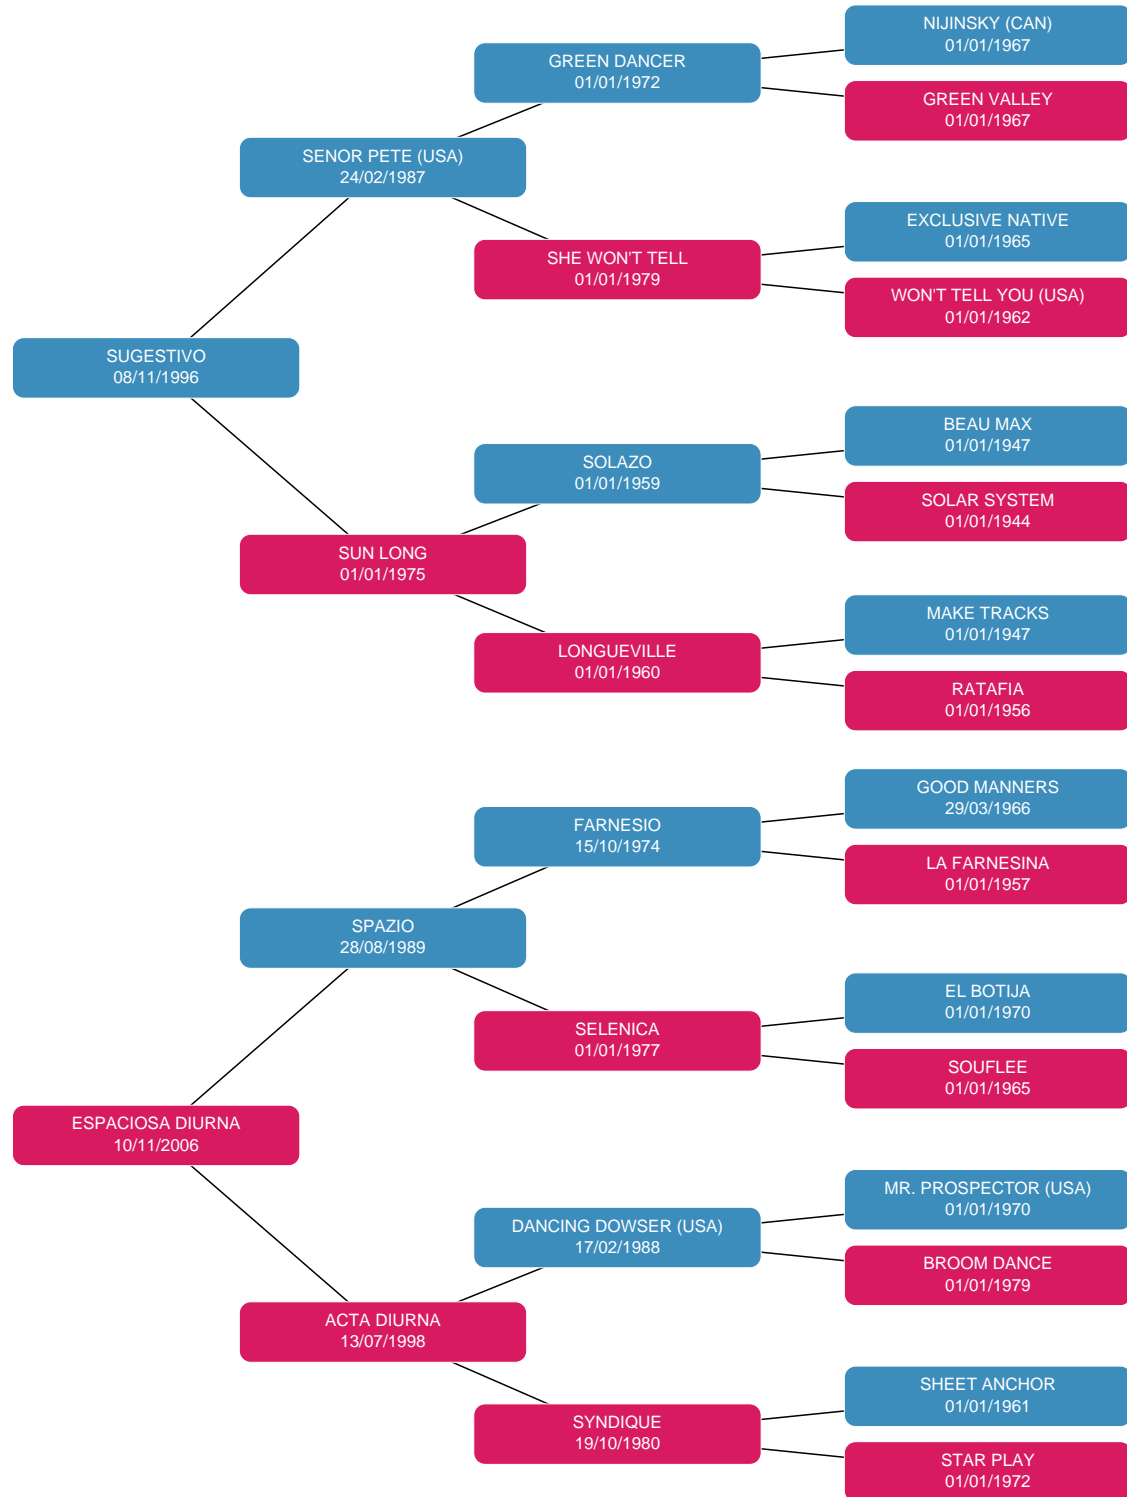 NIJINSKY (CAN)
01/01/1967
GREEN DANCER
01/01/1972
GREEN VALLEY
01/01/1967
SENOR PETE (USA)
24/02/1987
EXCLUSIVE NATIVE
01/01/1965
SHE WON'T TELL
01/01/1979
WON'T TELL YOU (USA)
01/01/1962
SUGESTIVO
08/11/1996
BEAU MAX
01/01/1947
SOLAZO
01/01/1959
SOLAR SYSTEM
01/01/1944
SUN LONG
01/01/1975
MAKE TRACKS
01/01/1947
LONGUEVILLE
01/01/1960
RATAFIA
01/01/1956
GOOD MANNERS
29/03/1966
FARNESIO
15/10/1974
LA FARNESINA
01/01/1957
SPAZIO
28/08/1989
EL BOTIJA
01/01/1970
SELENICA
01/01/1977
SOUFLEE
01/01/1965
ESPACIOSA DIURNA
10/11/2006
MR. PROSPECTOR (USA)
01/01/1970
DANCING DOWSER (USA)
17/02/1988
BROOM DANCE
01/01/1979
ACTA DIURNA
13/07/1998
SHEET ANCHOR
01/01/1961
SYNDIQUE
19/10/1980
STAR PLAY
01/01/1972